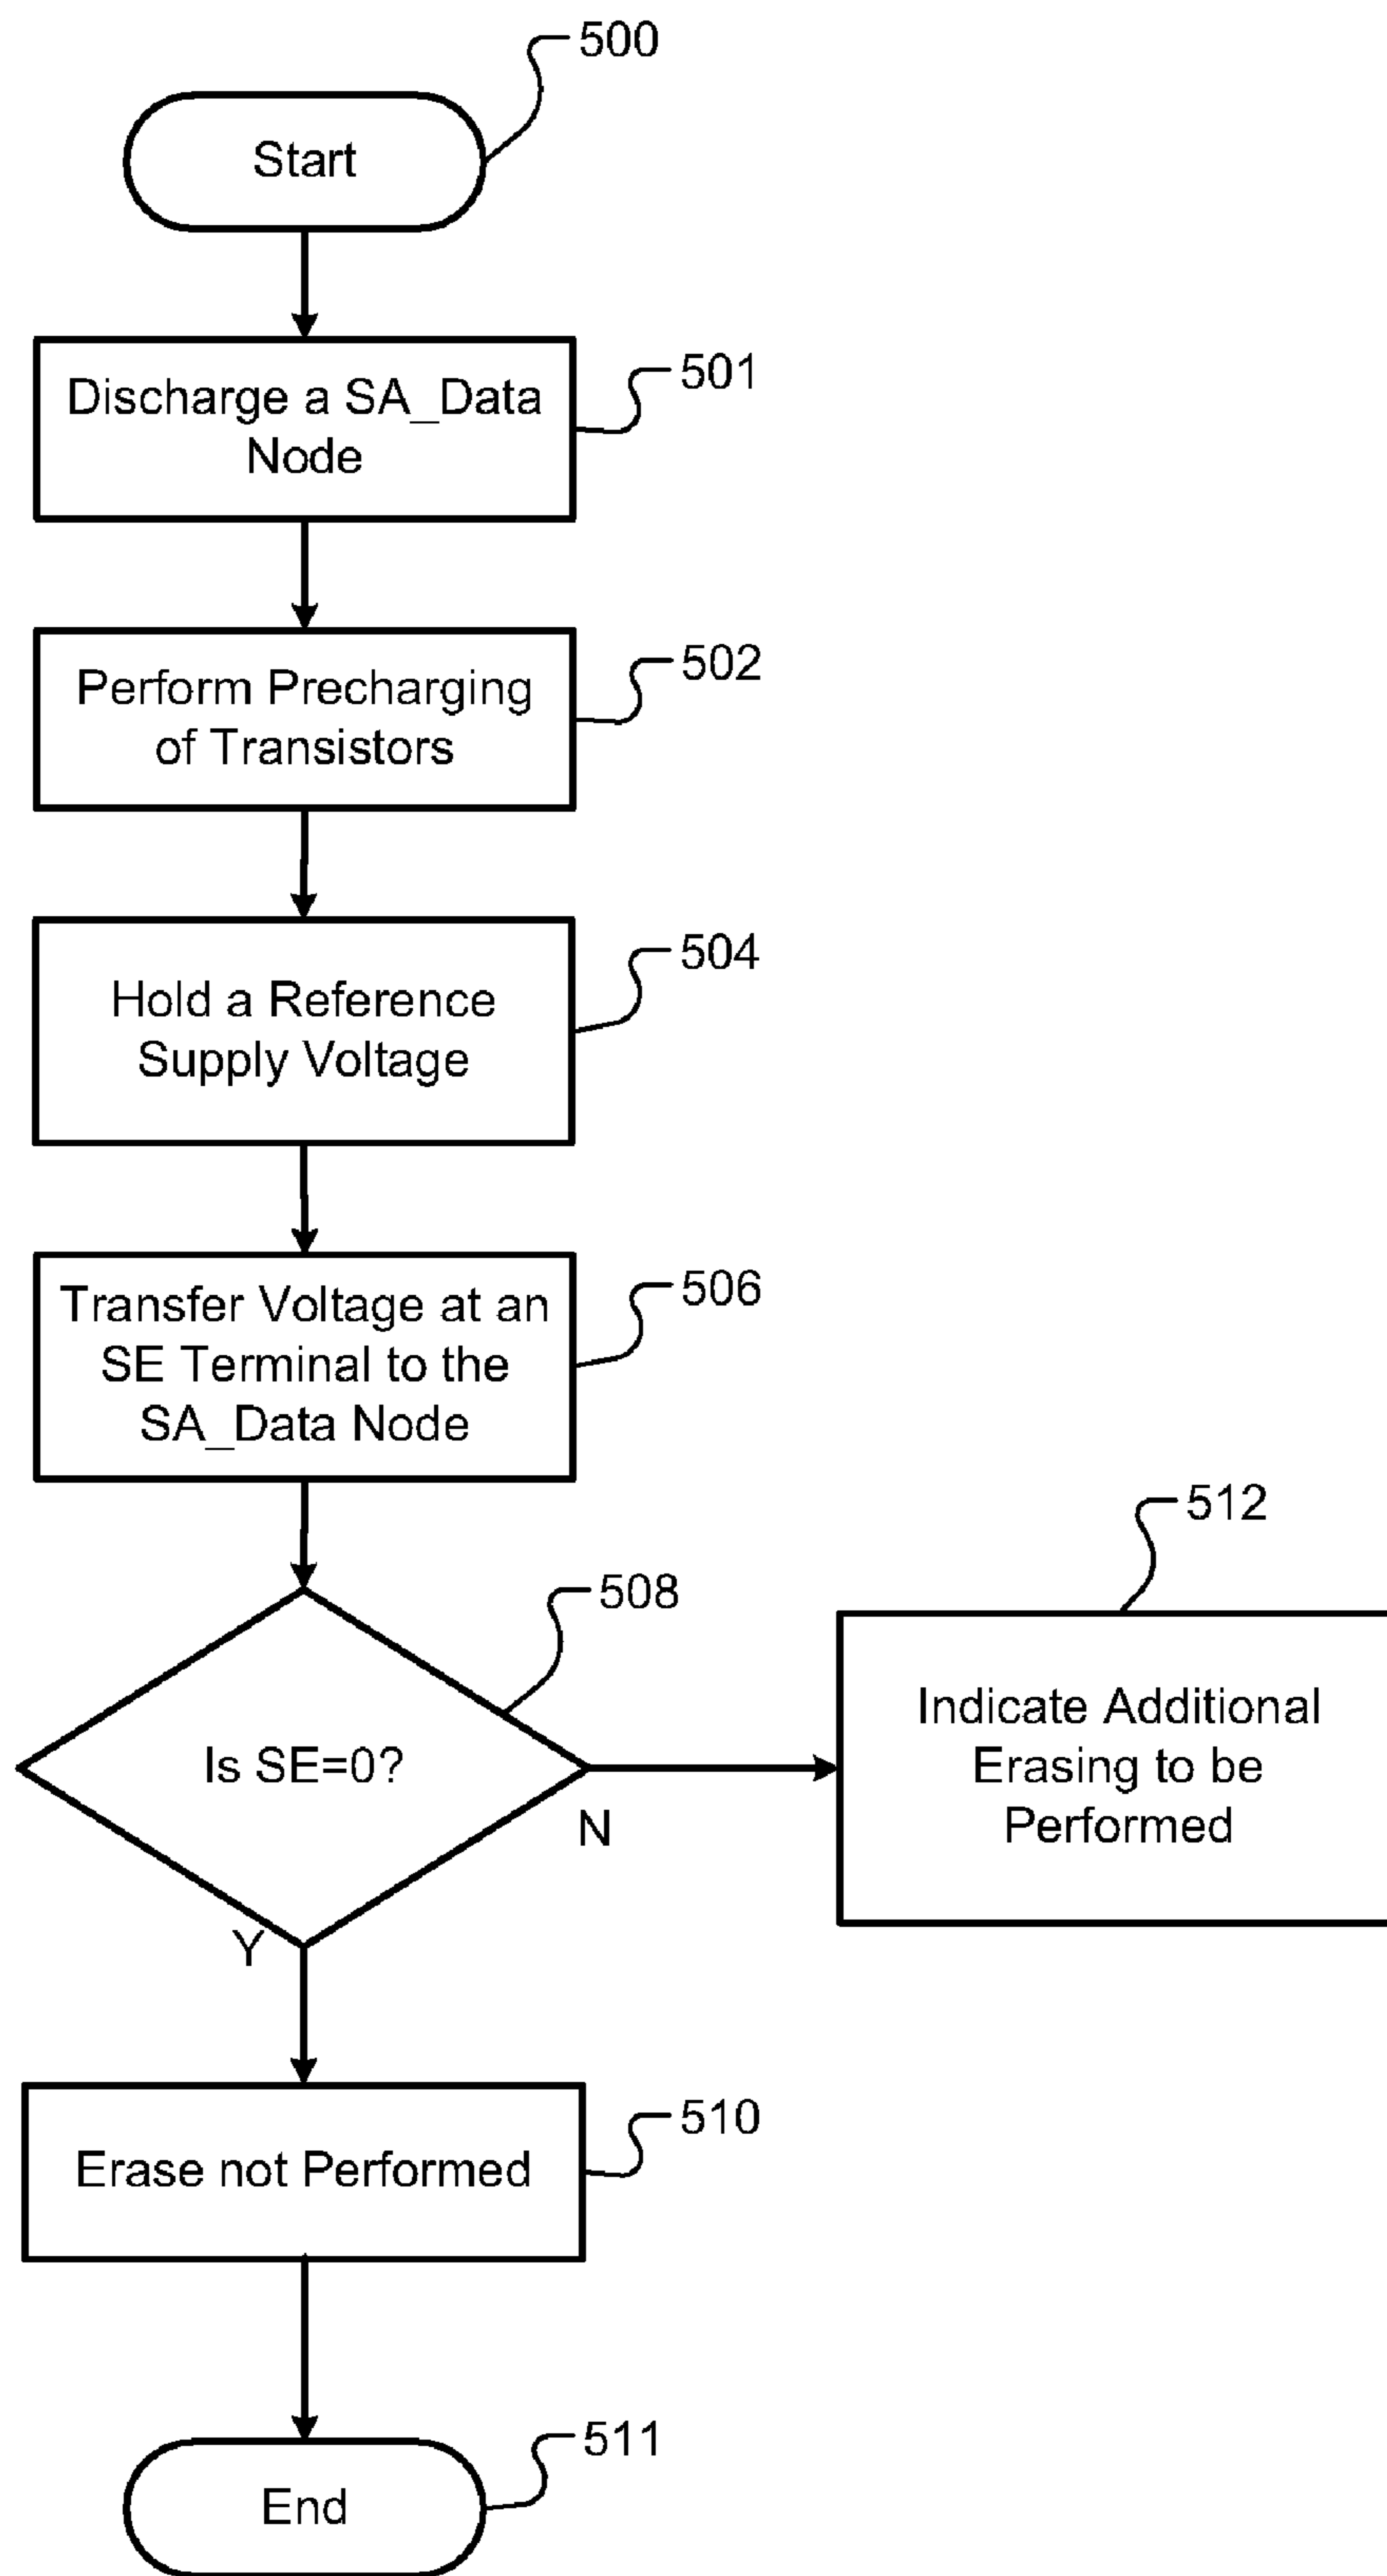 500
Start
501
Discharge a SA_Data
Node
502
Perform Precharging
of Transistors
504
Hold a Reference
Supply Voltage
506
Transfer Voltage at an
SE Terminal to the
SA_Data Node
508
Is SE=0?
N
Y
512
Indicate Additional
Erasing to be
Performed
510
Erase not Performed
511
End